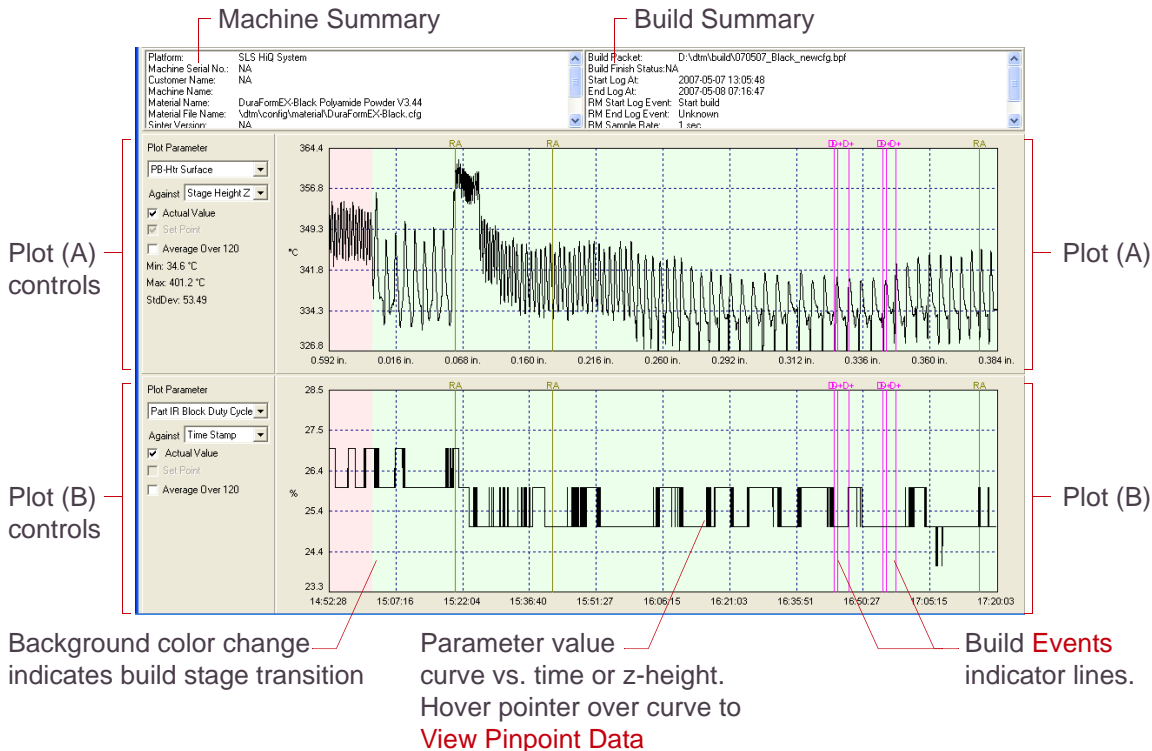 Machine Summary
Build Summary
Platform: SLS HiQ System
Machine Serial No.: NA
Customer Name: NA
Machine Name:
Material Name: DuraFormEX-Black Polyamide Powder V3.44
Material File Name: \dtm\config\material\DuraFormEX-Black.cfg
Sinter Version: NA
Build Packet: D:\dtm\build\070507_Black_newcfg.bpf
Build Finish Status:NA
Start Log At: 2007-05-07 13:05:48
End Log At: 2007-05-08 07:16:47
RM Start Log Event: Start build
RM End Log Event: Unknown
RM Sample Rate: 1 sec
Plot (A)
controls
Plot Parameter
PB-Htr Surface
Against Stage Height Z
Actual Value
Set Point
Average Over 120
Min: 34.6 °C
Max: 401.2 °C
StdDev: 53.49
RA RA D+D+ D+D+ RA
364.4
356.8
349.3
°C
341.8
334.3
326.8
0.592 in. 0.016 in. 0.068 in. 0.160 in. 0.216 in. 0.260 in. 0.292 in. 0.312 in. 0.336 in. 0.360 in. 0.384 in.
Plot (A)
Plot (B)
controls
Plot Parameter
Part IR Block Duty Cycle
Against Time Stamp
Actual Value
Set Point
Average Over 120
RA RA D+D+ D+D+ RA
28.5
27.5
26.4
%
25.4
24.4
23.3
14:52:28 15:07:16 15:22:04 15:36:40 15:51:27 16:06:15 16:21:03 16:35:51 16:50:27 17:05:15 17:20:03
Plot (B)
Background color change
indicates build stage transition
Parameter value
curve vs. time or z-height.
Hover pointer over curve to
View Pinpoint Data
Build Events
indicator lines.